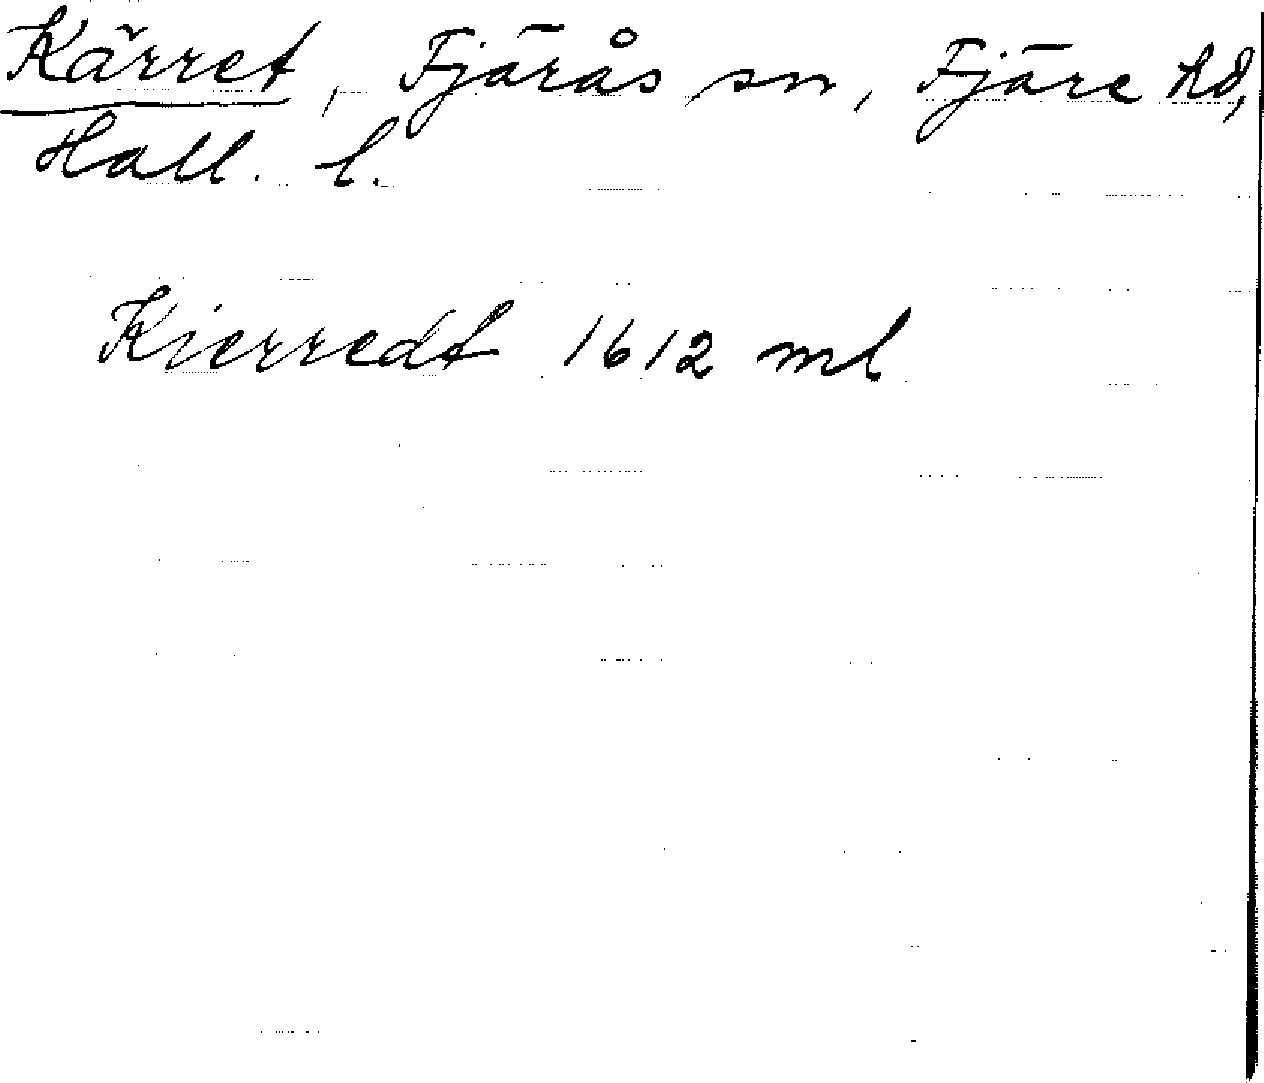 Kärret, Fjärås sn, Fjäre hd,
Hall. l.
Kierredt 1612 ml